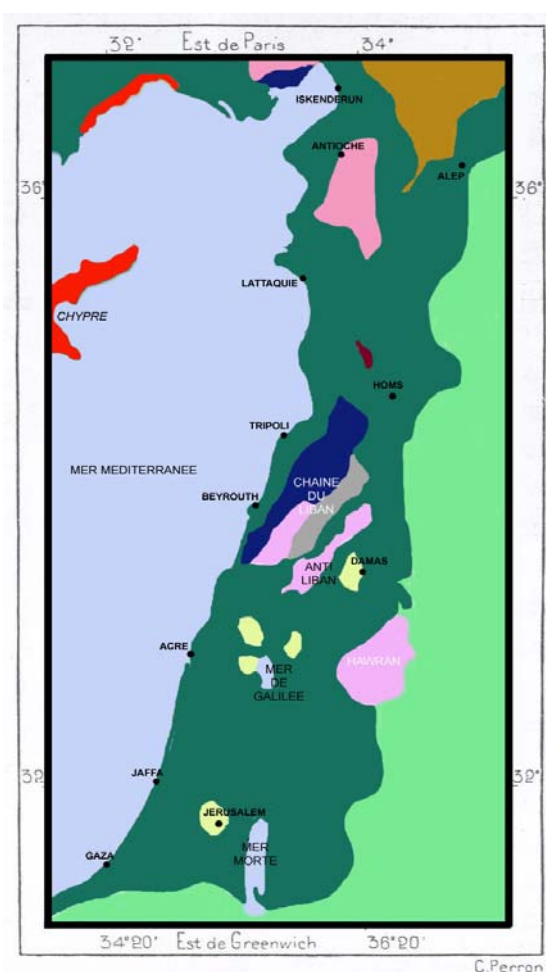 32° Est de Paris 34°
ISKENDERUN
ANTIOCHE
ALEP
36° 36°
LATTAQUIE
CHYPRE
HOMS
TRIPOLI
MER MEDITERRANEE
CHAINE
DU
LIBAN
BEYROUTH
ANTI
LIBAN
DAMAS
ACRE
HAWRAN
MER
DE
GALILEE
32 2°
JAFFA
JERUSALEM
MER
MORTE
GAZA
34°20' Est de Greenwich 36°20'
C.Perron